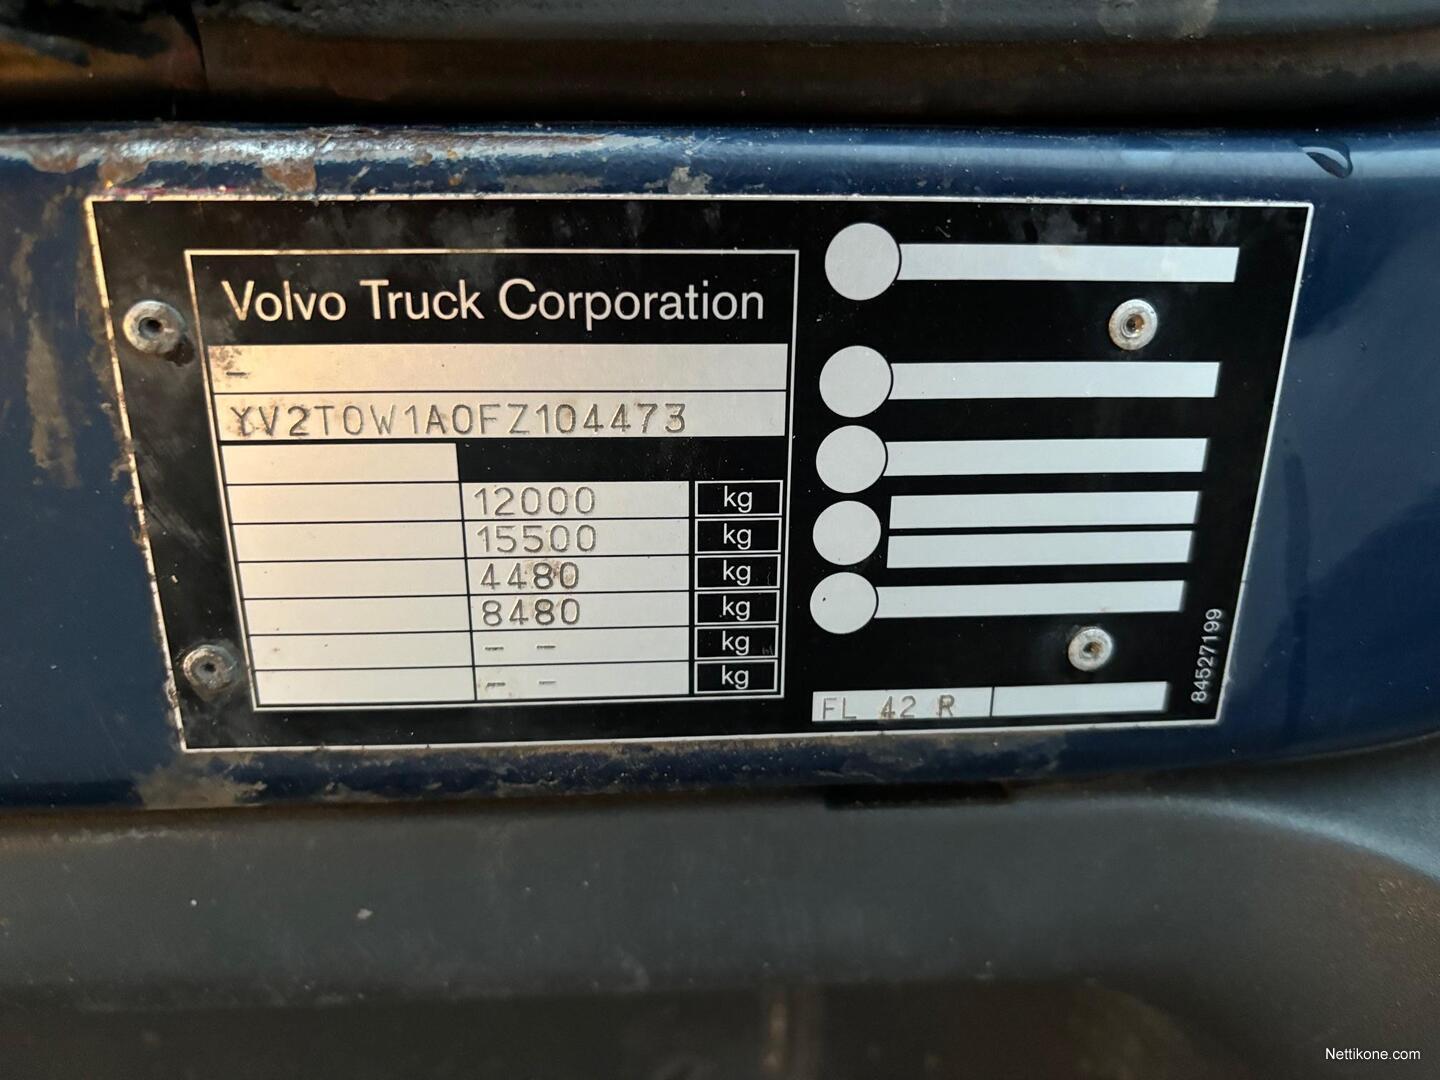 Volvo Truck Corporation
-
YV2T0W1A0FZ104473
12000 kg
15500 kg
4480 kg
8480 kg
- - kg
- - kg
FL 42 R
84527199
Nettikone.com